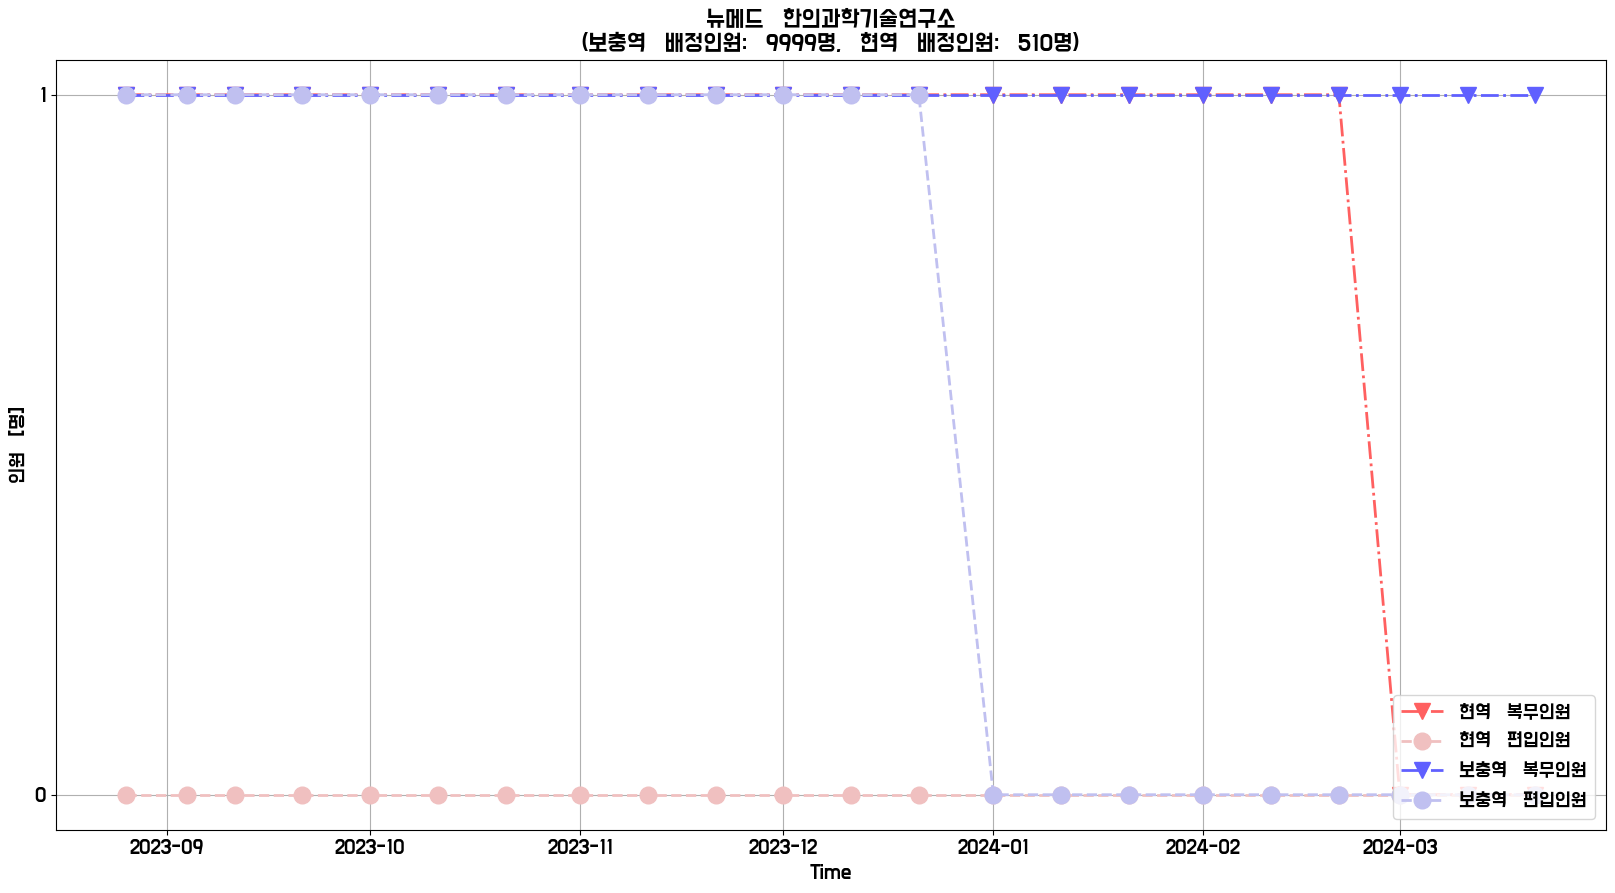 뉴메드 한의과학기술연구소
(보충역 배정인원: 9999명, 현역 배정인원: 510명)
인원 [명]
1
0
현역 복무인원
현역 편입인원
보충역 복무인원
보충역 편입인원
2023-09
2023-10
2023-11
2023-12
2024-01
2024-02
2024-03
Time